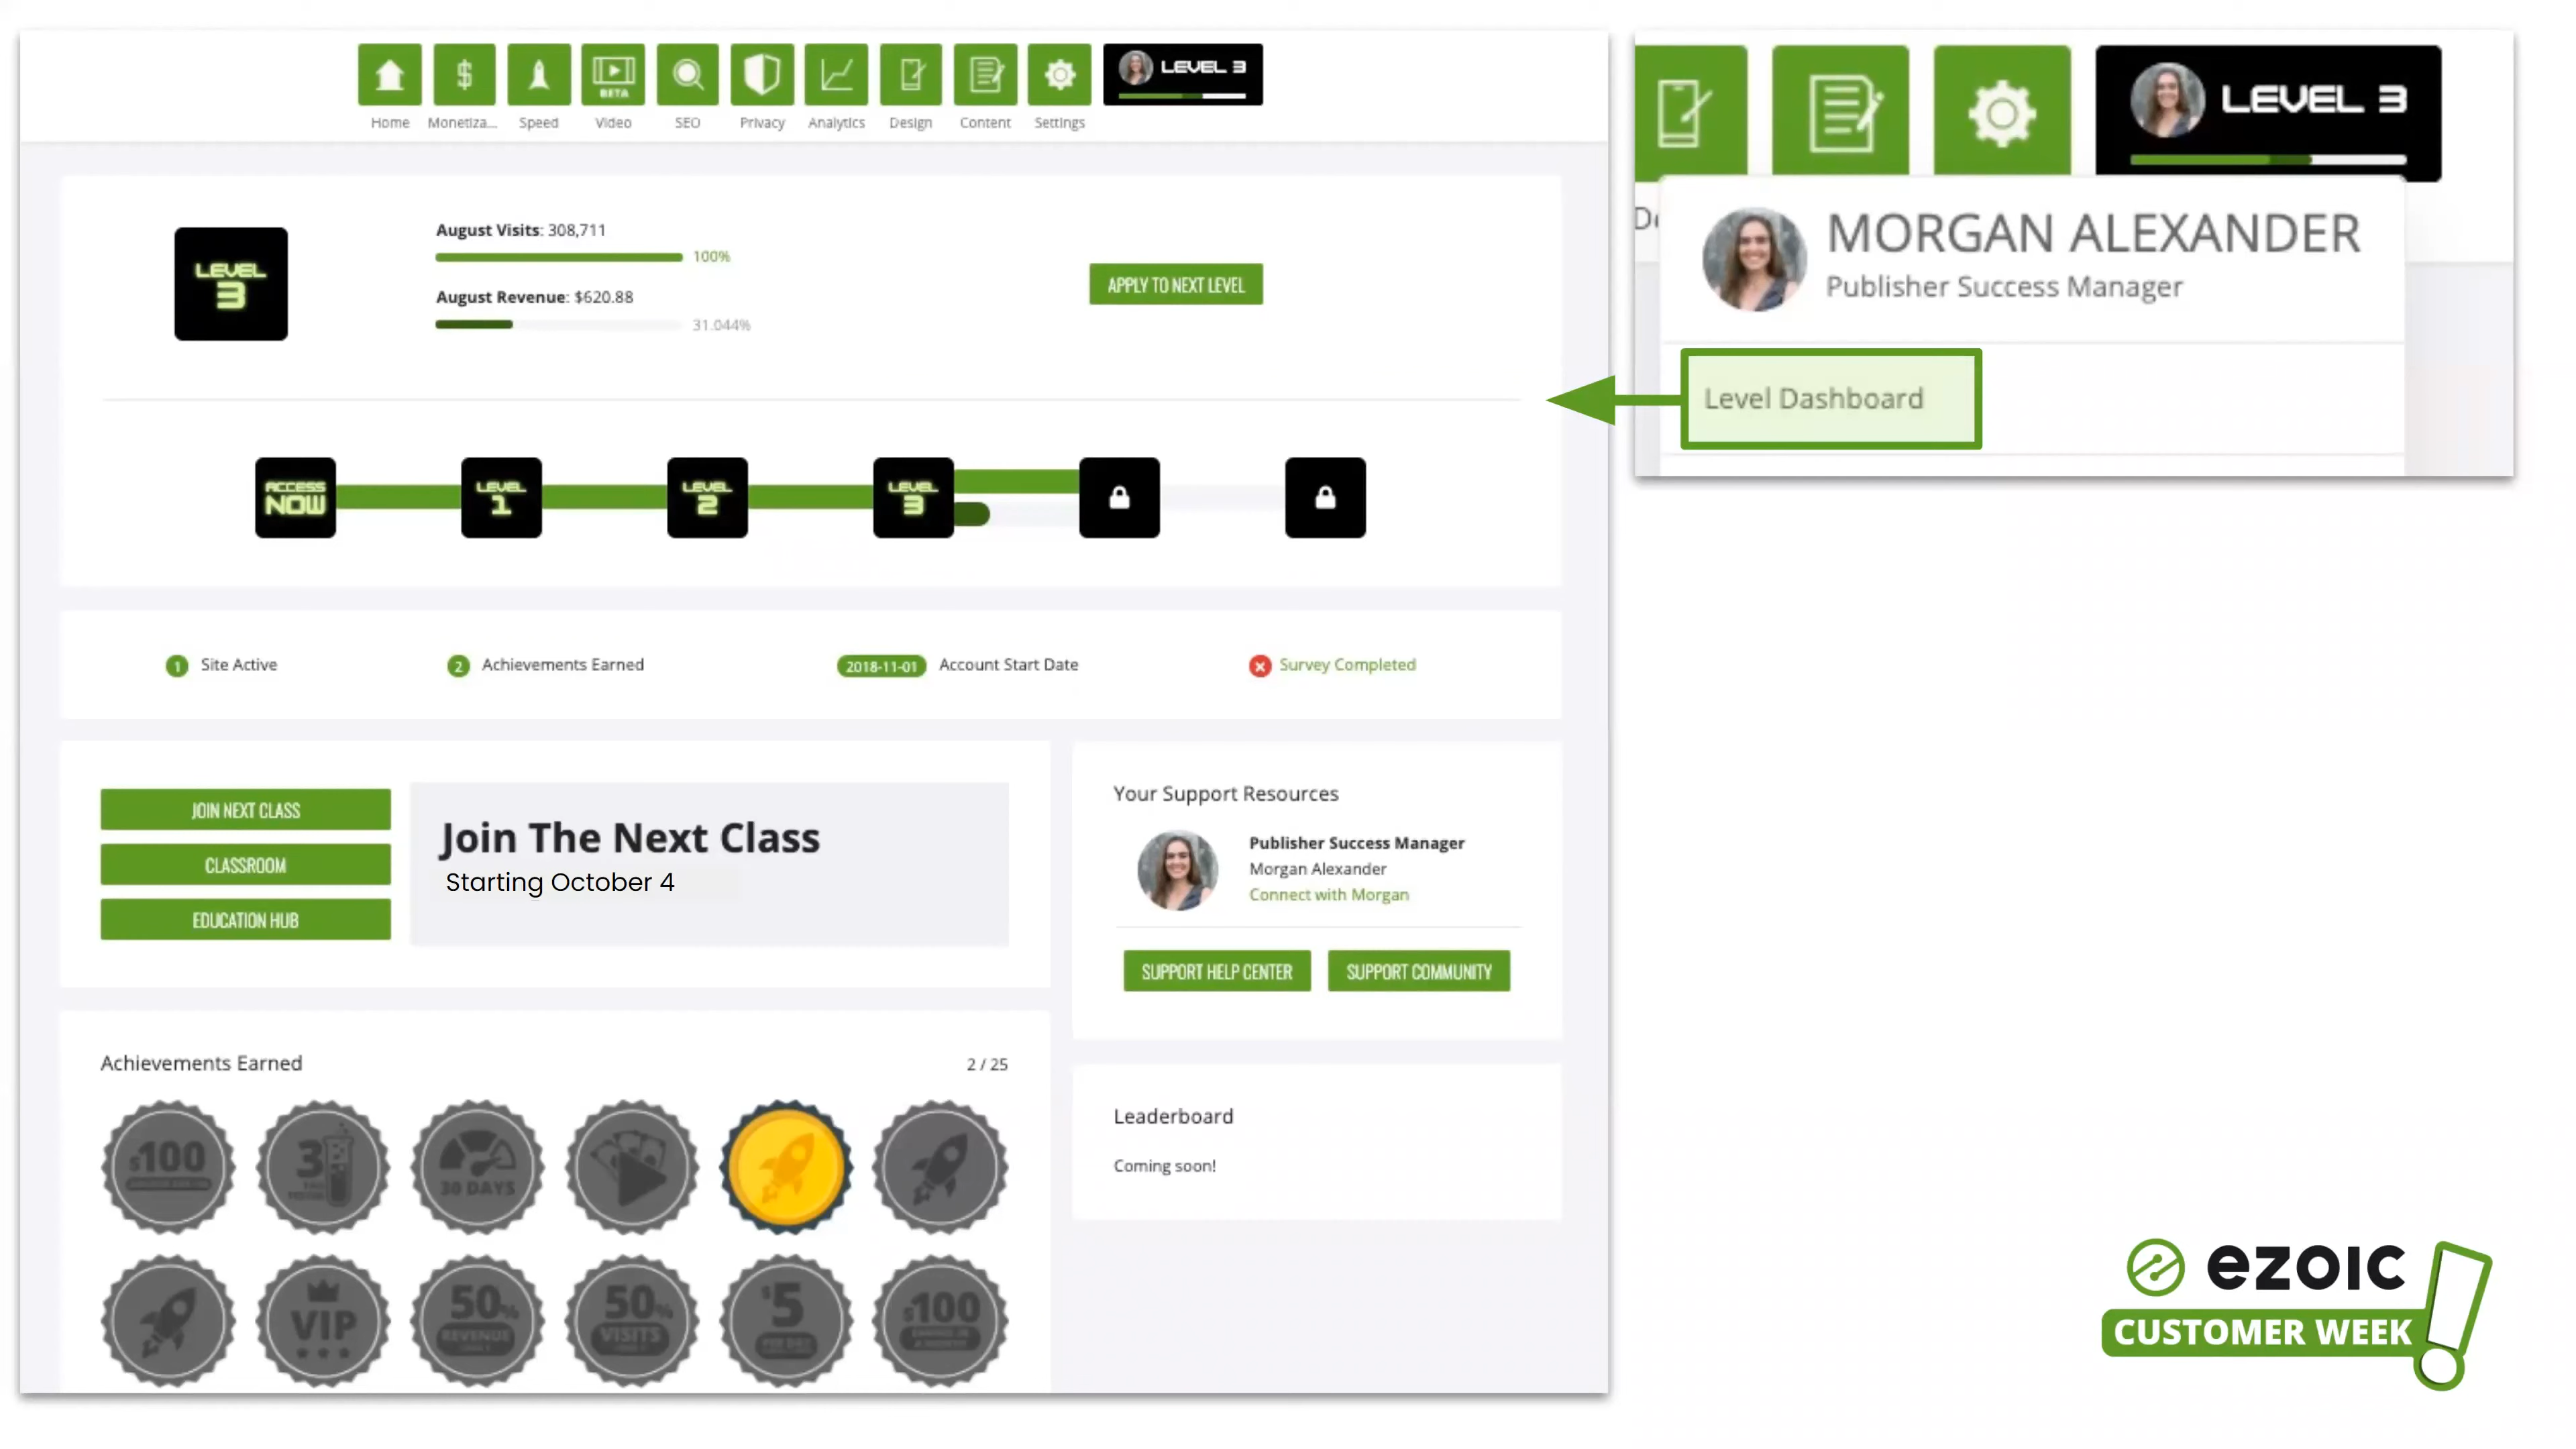 BETA
LEVEL 3
Home
Monetiza...
Speed
Video
SEO
Privacy
Analytics
Design
Content
Settings
LEVEL
3
August Visits: 308,711
100%
August Revenue: $620.88
31.044%
APPLY TO NEXT LEVEL
ACCESS
NOW
LEVEL
1
LEVEL
2
LEVEL
3
1 Site Active
2 Achievements Earned
2018-11-01 Account Start Date
Survey Completed
JOIN NEXT CLASS
CLASSROOM
EDUCATION HUB
Join The Next Class
Starting October 4
Your Support Resources
Publisher Success Manager
Morgan Alexander
Connect with Morgan
SUPPORT HELP CENTER
SUPPORT COMMUNITY
Achievements Earned
2 / 25
$100
3
30 DAYS
VIP
50%
REVENUE
50%
VISITS
$5
$100
Leaderboard
Coming soon!
LEVEL 3
MORGAN ALEXANDER
Publisher Success Manager
Level Dashboard
ezoic
CUSTOMER WEEK